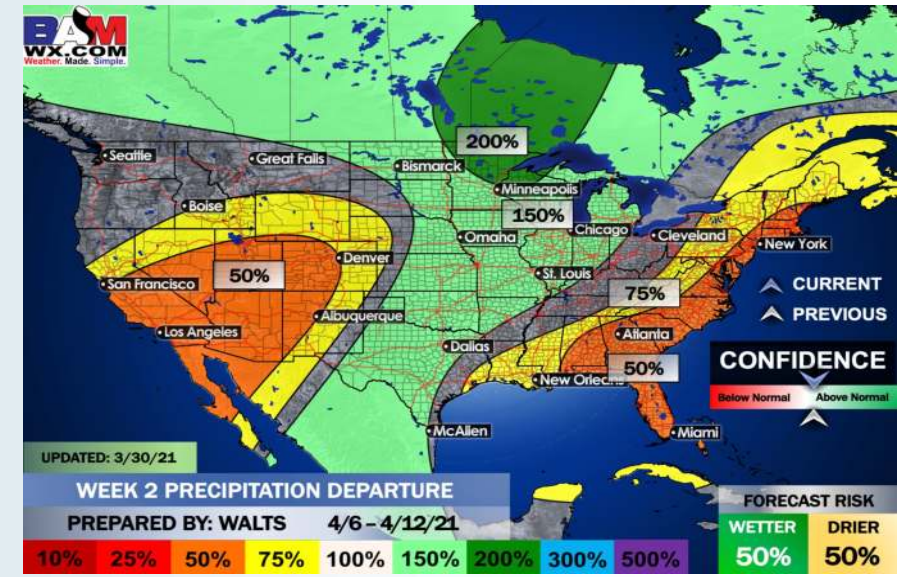 BAM
WX.COM
Weather. Made. Simple.
200%
Seattle
Great Falls
Bismarck
Minneapolis
150%
Boise
Omaha
Chicago
Cleveland
New York
50%
Denver
St. Louis
San Francisco
75%
CURRENT
Albuquerque
PREVIOUS
Los Angeles
Atlanta
Dallas
50%
CONFIDENCE
New Orleans
Below Normal
Above Normal
McAllen
Miami
UPDATED: 3/30/21
WEEK 2 PRECIPITATION DEPARTURE
PREPARED BY: WALTS 4/6 – 4/12/21
FORECAST RISK
WETTER DRIER
50% 50%
10% 25% 50% 75% 100% 150% 200% 300% 500%